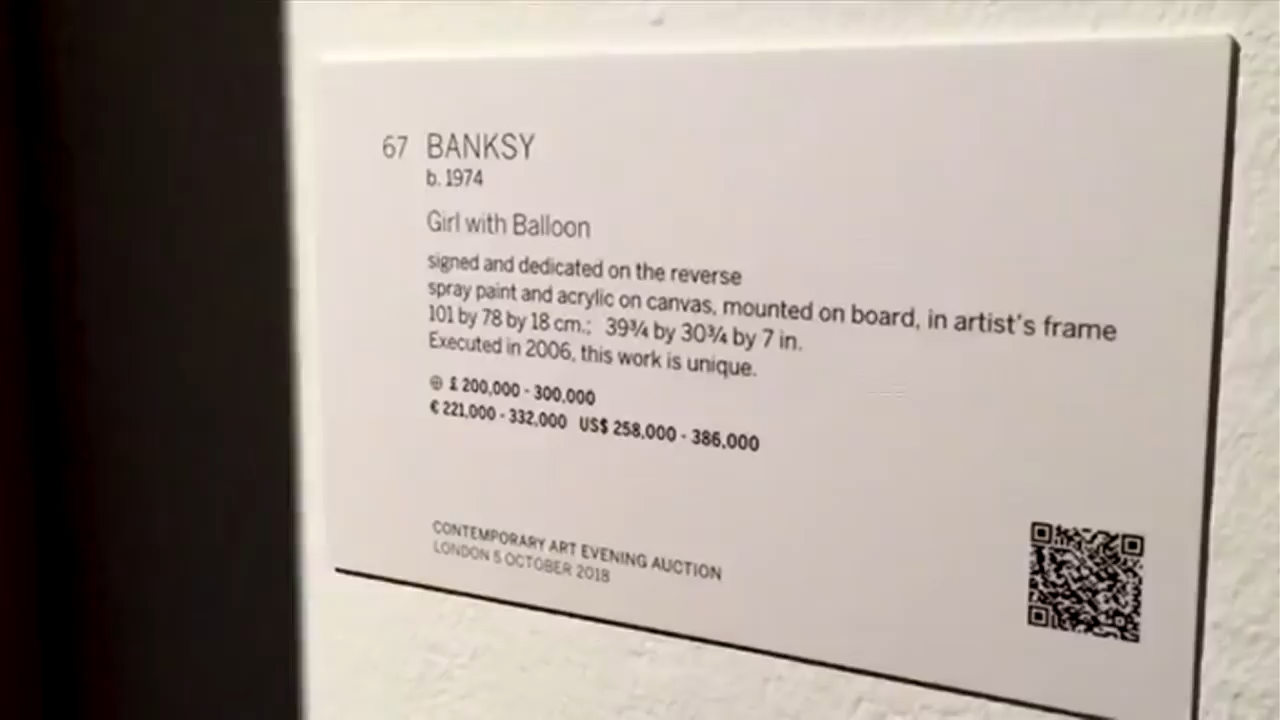 67 BANKSY
b. 1974
Girl with Balloon
signed and dedicated on the reverse
spray paint and acrylic on canvas, mounted on board, in artist's frame
101 by 78 by 18 cm.; 39¾ by 30¾ by 7 in.
Executed in 2006, this work is unique.
⊕ £ 200,000 - 300,000
€ 221,000 - 332,000 US$ 258,000 - 386,000
CONTEMPORARY ART EVENING AUCTION
LONDON 5 OCTOBER 2018